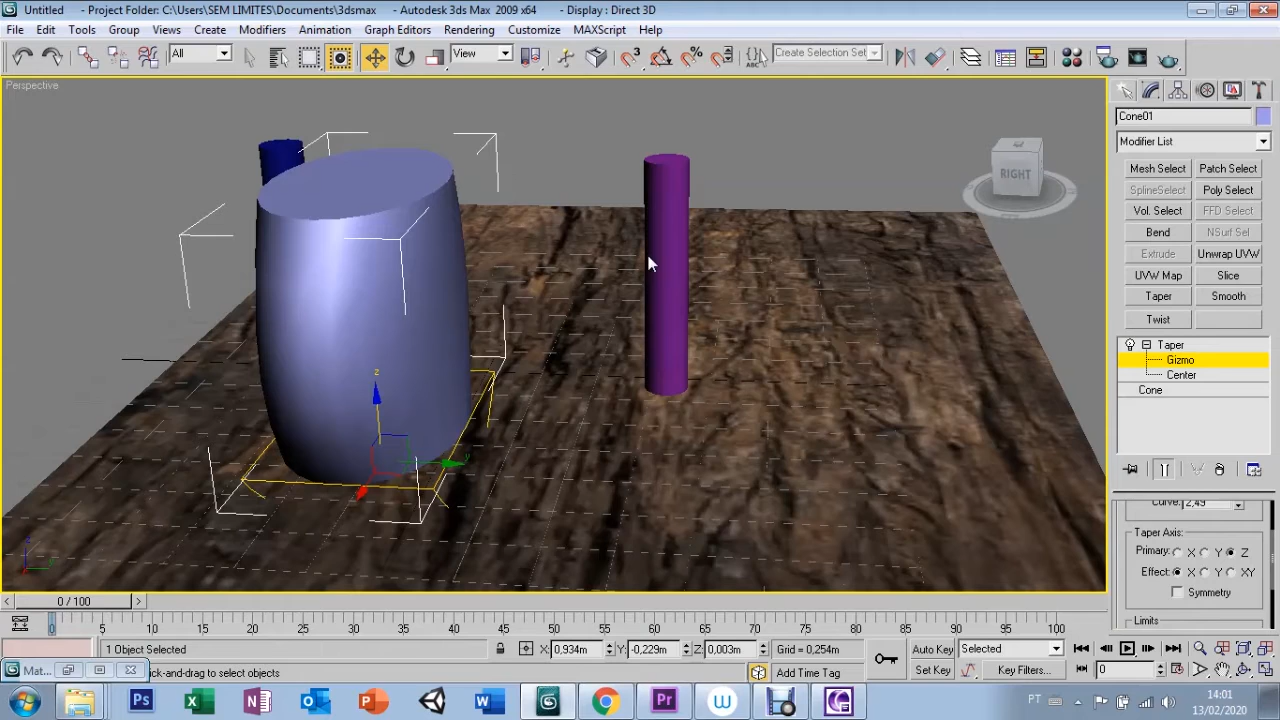 Untitled - Project Folder: C:\Users\SEM LIMITES\Documents\3dsmax - Autodesk 3ds Max 2009 x64 - Display : Direct 3D
File Edit Tools Group Views Create Modifiers Animation Graph Editors Rendering Customize MAXScript Help
All View 3 Create Selection Set
Perspective
RIGHT
z
y
Cone01
Modifier List
Mesh Select Patch Select
SplineSelect Poly Select
Vol. Select FFD Select
Bend NSurf Sel
Extrude Unwrap UVW
UVW Map Slice
Taper Smooth
Twist
Taper
Gizmo
Center
Cone
Curve: 2,49
Taper Axis:
Primary: X Y Z
Effect: X Y XY
Symmetry
Limits
0 / 100
0 5 10 15 20 25 30 35 40 45 50 55 60 65 70 75 80 85 90 95 100
1 Object Selected X: 0,934m Y: -0,229m Z: 0,003m Grid = 0,254m Auto Key Selected
Mat... ck-and-drag to select objects Add Time Tag Set Key Key Filters... 0
PT 14:01
13/02/2020